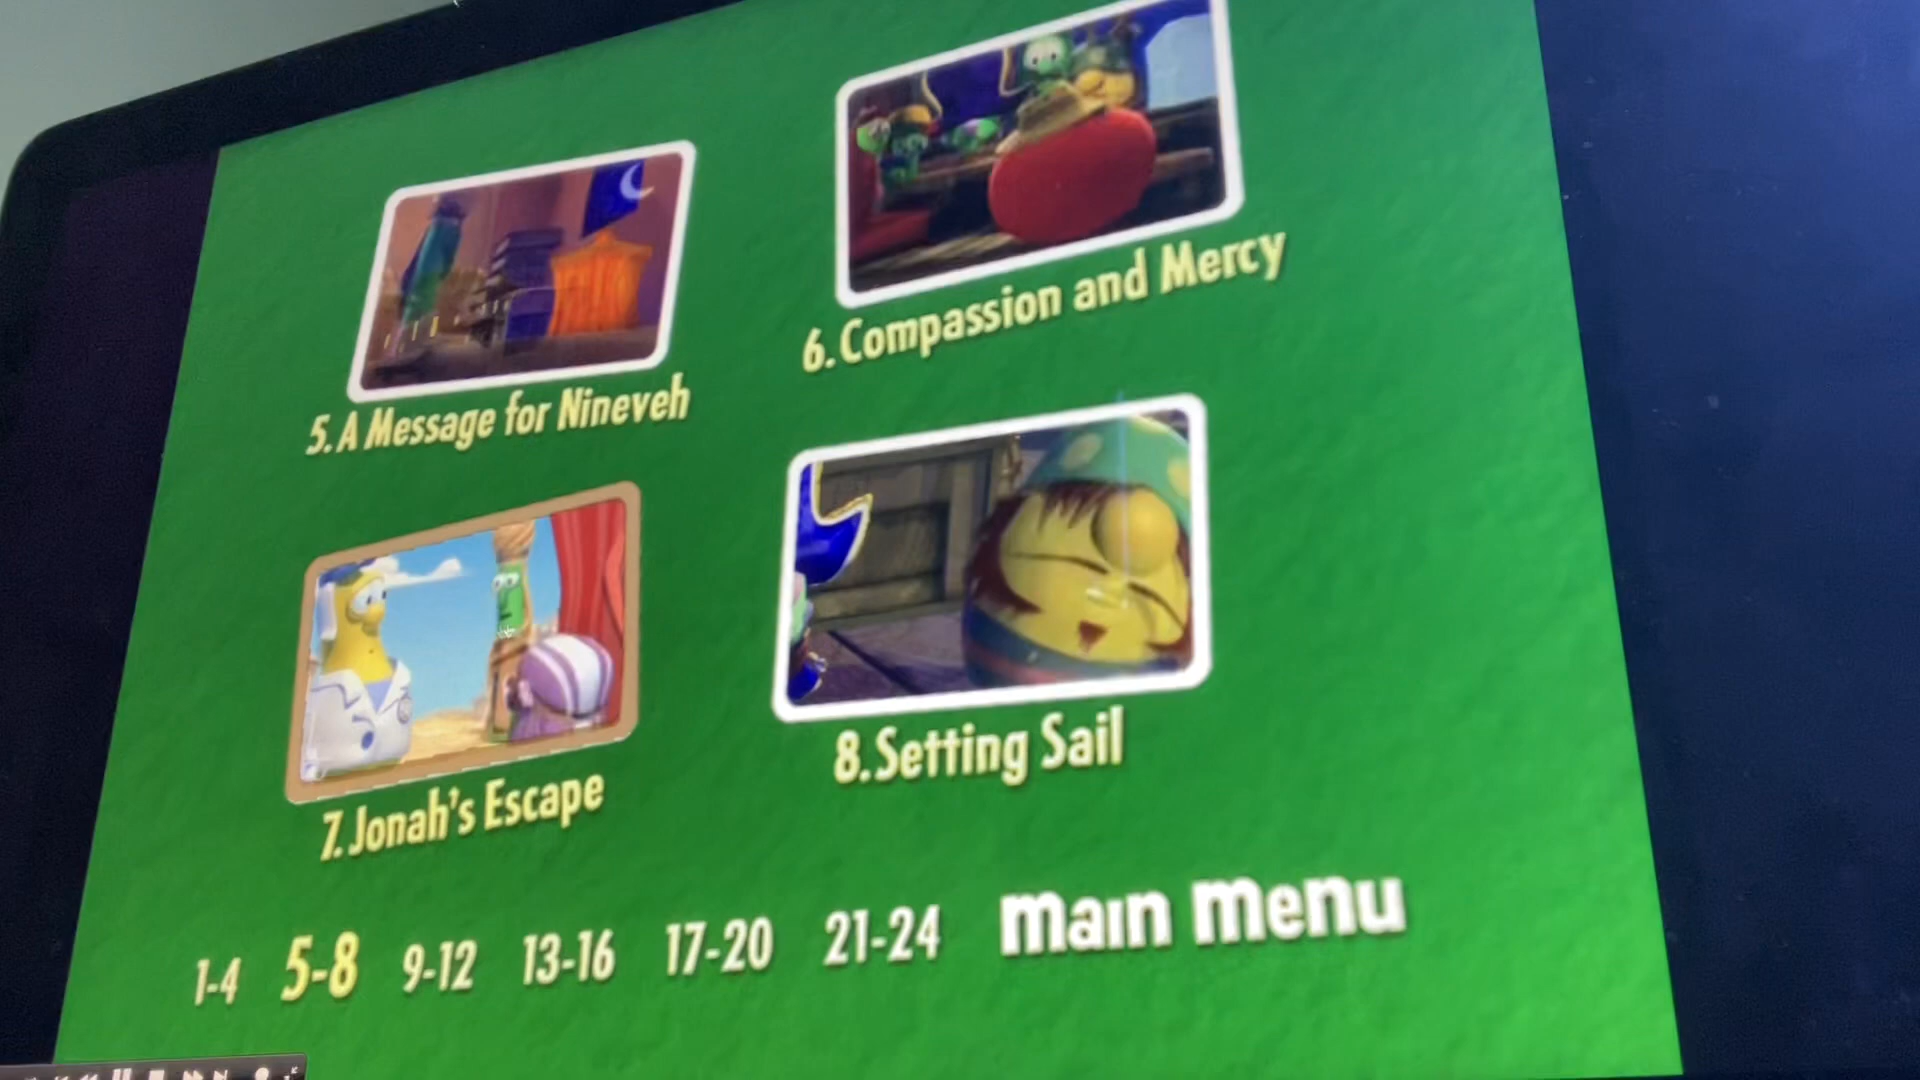 5. A Message for Nineveh
6. Compassion and Mercy
7. Jonah's Escape
8. Setting Sail
1-4 5-8 9-12 13-16 17-20 21-24 main menu